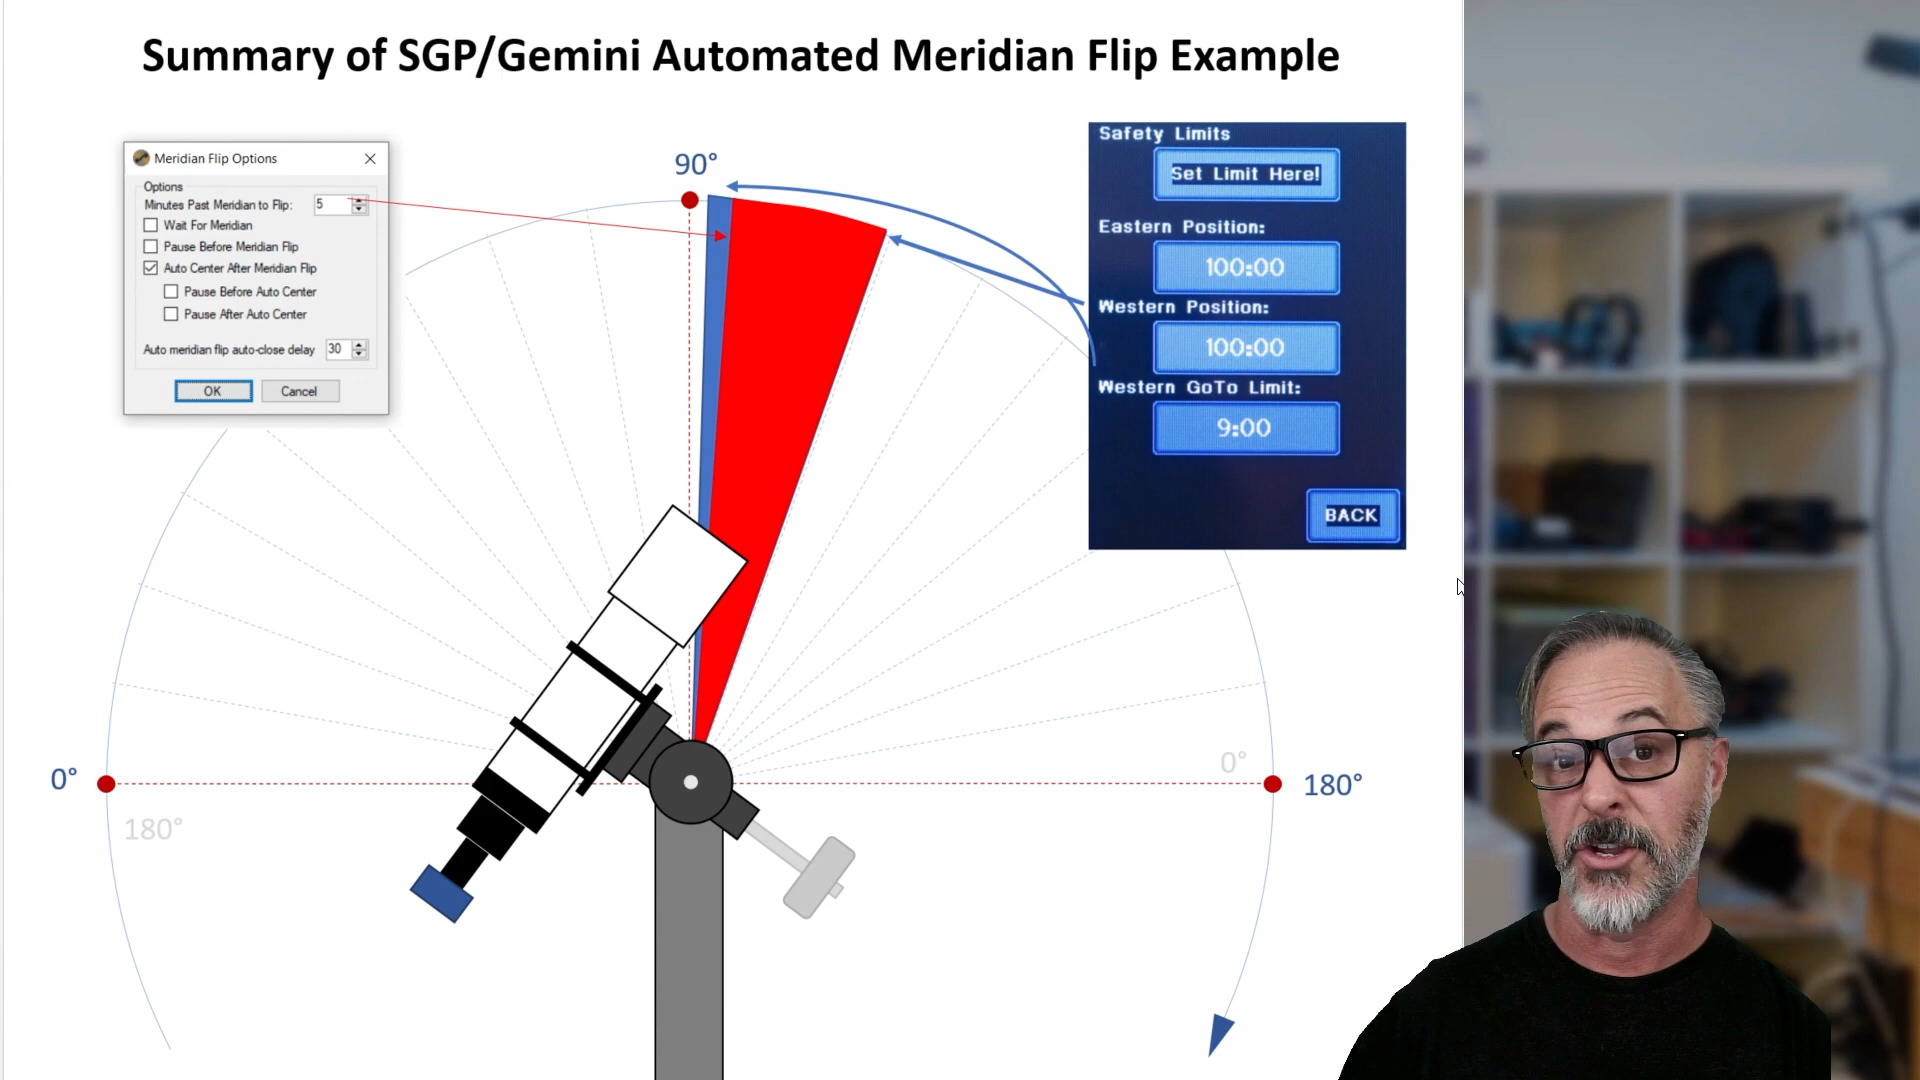 Summary of SGP/Gemini Automated Meridian Flip Example
Meridian Flip Options
Options
Minutes Past Meridian to Flip: 5
Wait For Meridian
Pause Before Meridian Flip
Auto Center After Meridian Flip
Pause Before Auto Center
Pause After Auto Center
Auto meridian flip auto-close delay 30
OK Cancel
90°
Safety Limits
Set Limit Here!
Eastern Position:
100:00
Western Position:
100:00
Western GoTo Limit:
9:00
BACK
0°
180°
0°
180°